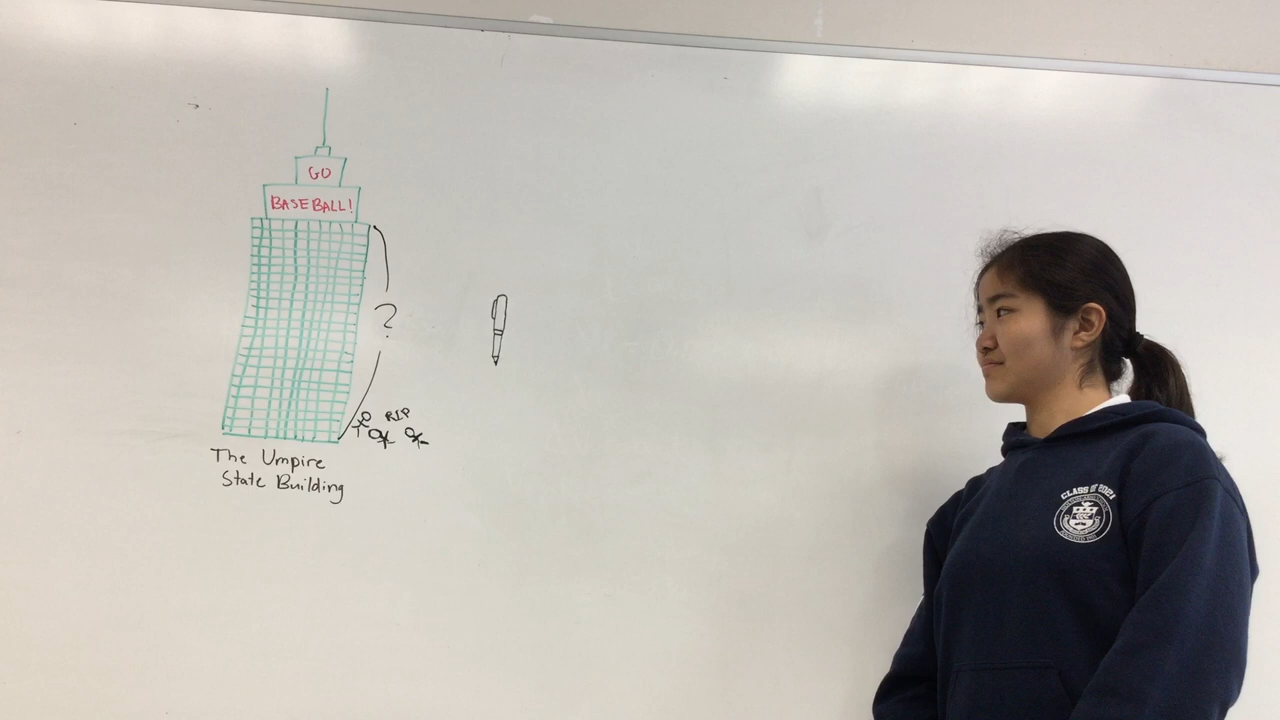 GO
BASEBALL!
?
RIP
The Umpire
State Building
CLASS OF 2021